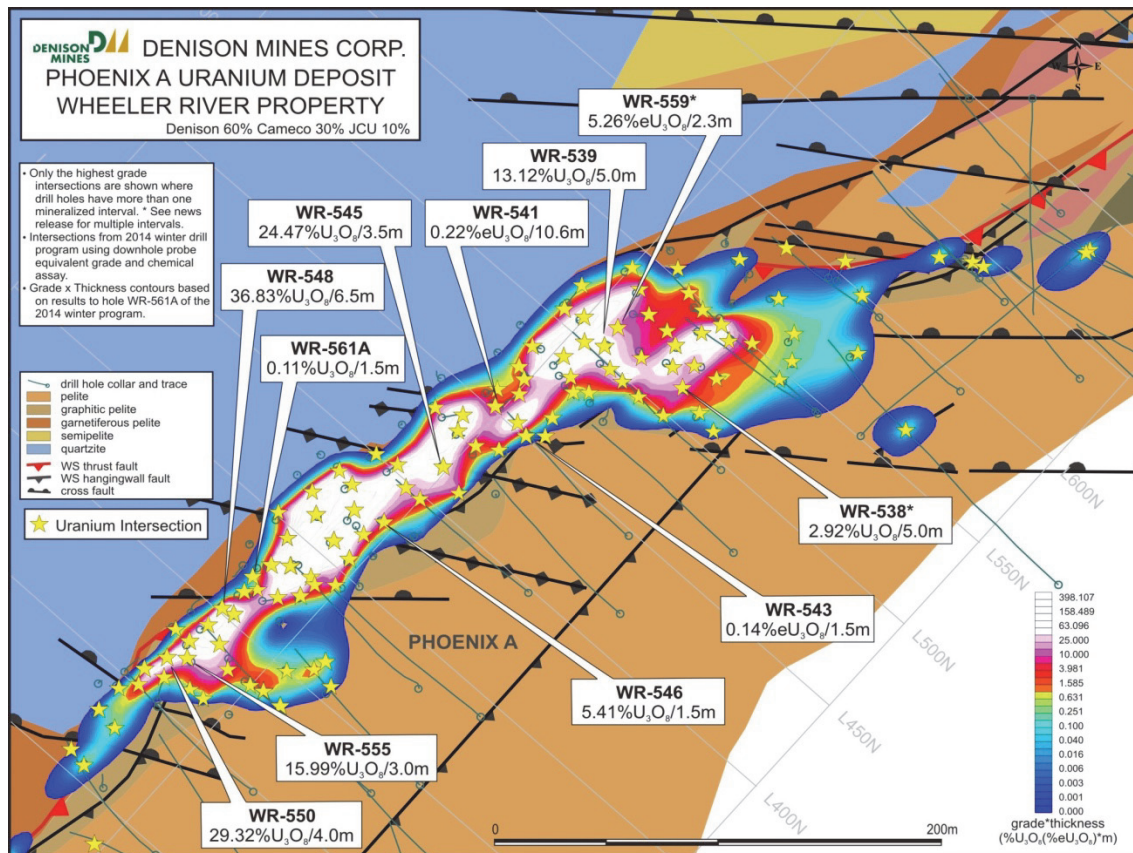 DENISON MINES
DENISON MINES CORP.
PHOENIX A URANIUM DEPOSIT
WHEELER RIVER PROPERTY
Denison 60% Cameco 30% JCU 10%
E
S
• Only the highest grade
intersections are shown where
drill holes have more than one
mineralized interval. * See news
release for multiple intervals.
• Intersections from 2014 winter drill
program using downhole probe
equivalent grade and chemical
assay.
• Grade x Thickness contours based
on results to hole WR-561A of the
2014 winter program.
WR-559*
5.26%eU₃O₈/2.3m
WR-539
13.12%U₃O₈/5.0m
WR-545
24.47%U₃O₈/3.5m
WR-541
0.22%eU₃O₈/10.6m
WR-548
36.83%U₃O₈/6.5m
WR-561A
0.11%U₃O₈/1.5m
drill hole collar and trace
pelite
graphitic pelite
garnetiferous pelite
semipelite
quartzite
WS thrust fault
WS hangingwall fault
cross fault
Uranium Intersection
WR-538*
2.92%U₃O₈/5.0m
WR-543
0.14%eU₃O₈/1.5m
WR-546
5.41%U₃O₈/1.5m
WR-555
15.99%U₃O₈/3.0m
WR-550
29.32%U₃O₈/4.0m
PHOENIX A
L600N
L550N
L500N
L450N
L400N
0 200m
398.107
158.489
63.096
25.000
10.000
3.981
1.585
0.631
0.251
0.100
0.040
0.016
0.006
0.003
0.001
0.000
grade*thickness
(%U₃O₈(%eU₃O₈)*m)